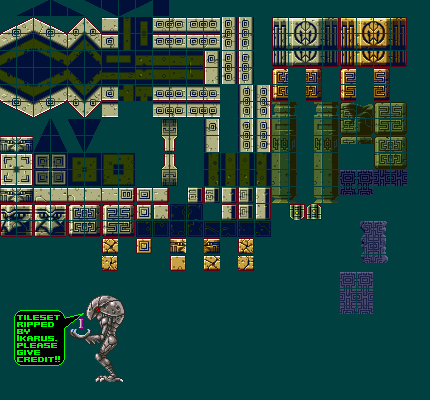 TILESET
RIPPED
BY
IKARUS.
PLEASE
GIVE
CREDIT!!